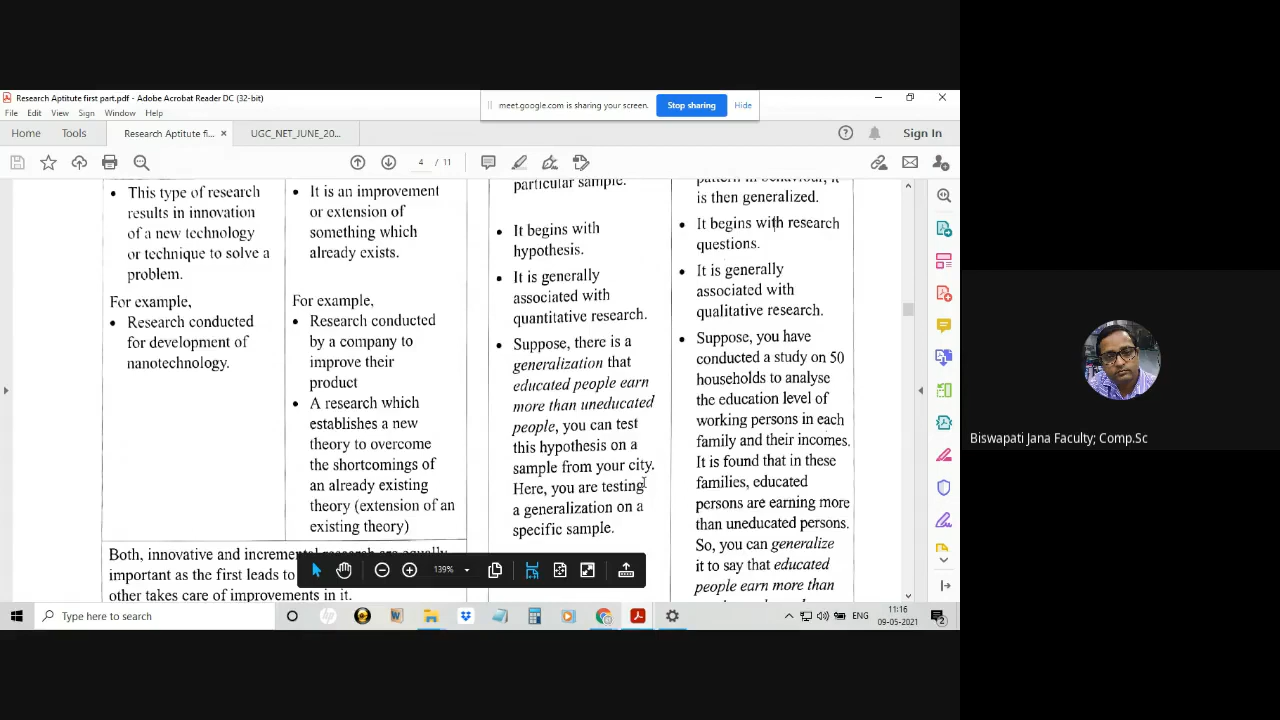 Research Aptitute first part.pdf - Adobe Acrobat Reader DC (32-bit)
meet.google.com is sharing your screen.
Stop sharing
Hide
File Edit View Sign Window Help
Home
Tools
Research Aptitute fi...
UGC_NET_JUNE_20...
Sign In
4 / 11
This type of research
results in innovation
of a new technology
or technique to solve a
problem.
For example,
Research conducted
for development of
nanotechnology.
It is an improvement
or extension of
something which
already exists.
For example,
Research conducted
by a company to
improve their
product
A research which
establishes a new
theory to overcome
the shortcomings of
an already existing
theory (extension of an
existing theory)
Both, innovative and incremental research are equally
important as the first leads to
other takes care of improvements in it.
particular sample.
It begins with
hypothesis.
It is generally
associated with
quantitative research.
Suppose, there is a
generalization that
educated people earn
more than uneducated
people, you can test
this hypothesis on a
sample from your city.
Here, you are testing
a generalization on a
specific sample.
pattern in behaviour, it
is then generalized.
It begins with research
questions.
It is generally
associated with
qualitative research.
Suppose, you have
conducted a study on 50
households to analyse
the education level of
working persons in each
family and their incomes.
It is found that in these
families, educated
persons are earning more
than uneducated persons.
So, you can generalize
it to say that educated
people earn more than
139%
Type here to search
ENG
11:16
09-05-2021
2
Biswapati Jana Faculty; Comp.Sc